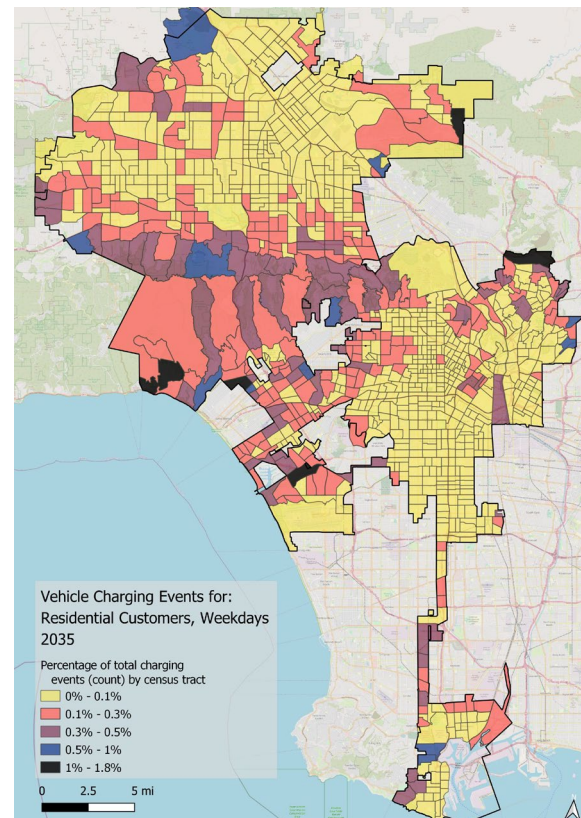 Vehicle Charging Events for:
Residential Customers, Weekdays
2035
Percentage of total charging
events (count) by census tract
0% - 0.1%
0.1% - 0.3%
0.3% - 0.5%
0.5% - 1%
1% - 1.8%
0 2.5 5 mi
N